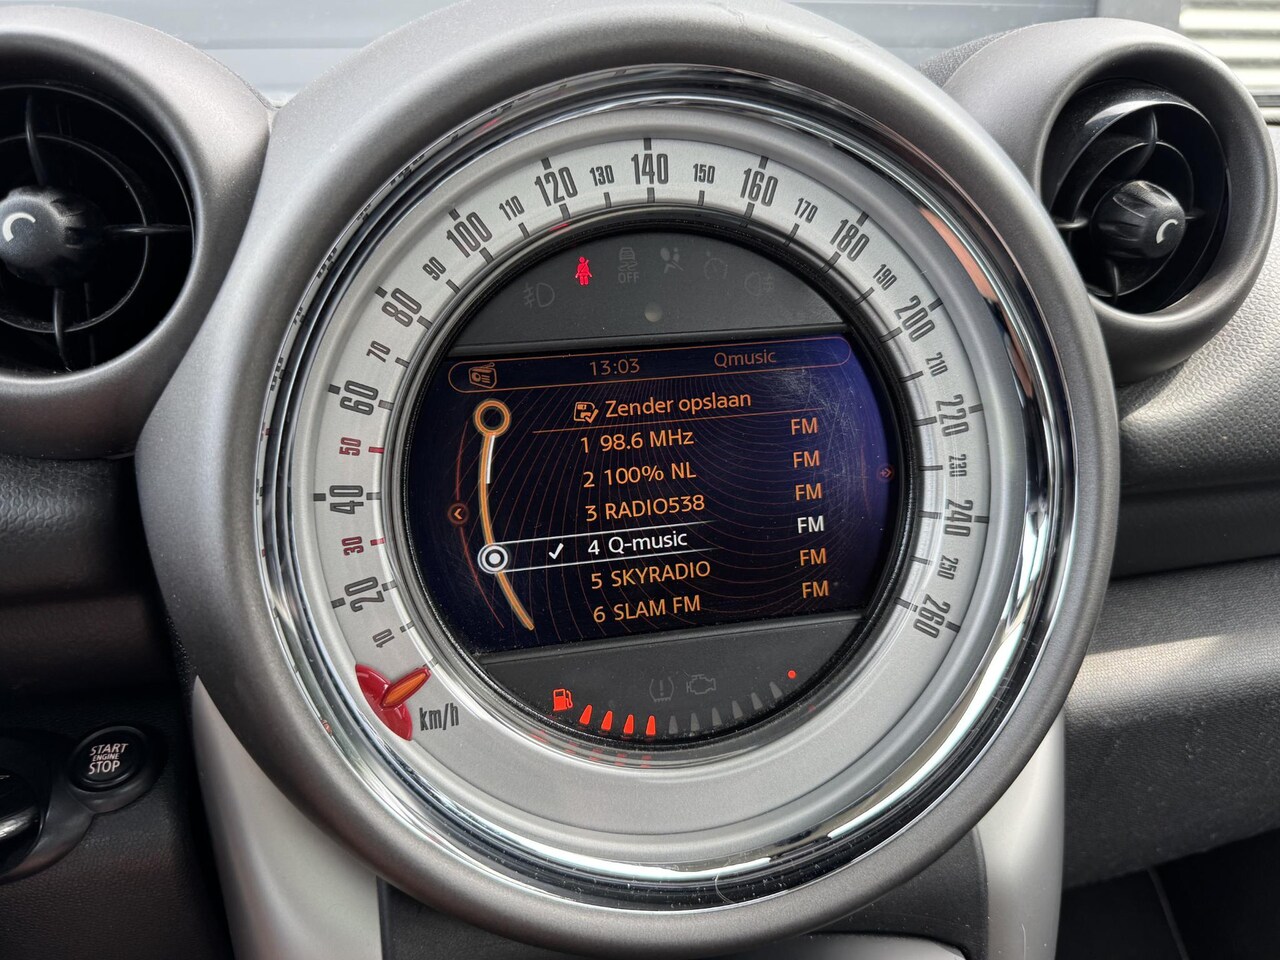 10
20
30
40
50
60
70
80
90
100
110
120
130
140
150
160
170
180
190
200
210
220
230
240
250
260
km/h
OFF
13:03 Qmusic
Zender opslaan
1 98.6 MHz FM
2 100% NL FM
3 RADIO538 FM
4 Q-music FM
5 SKYRADIO FM
6 SLAM FM FM
START
ENGINE
STOP